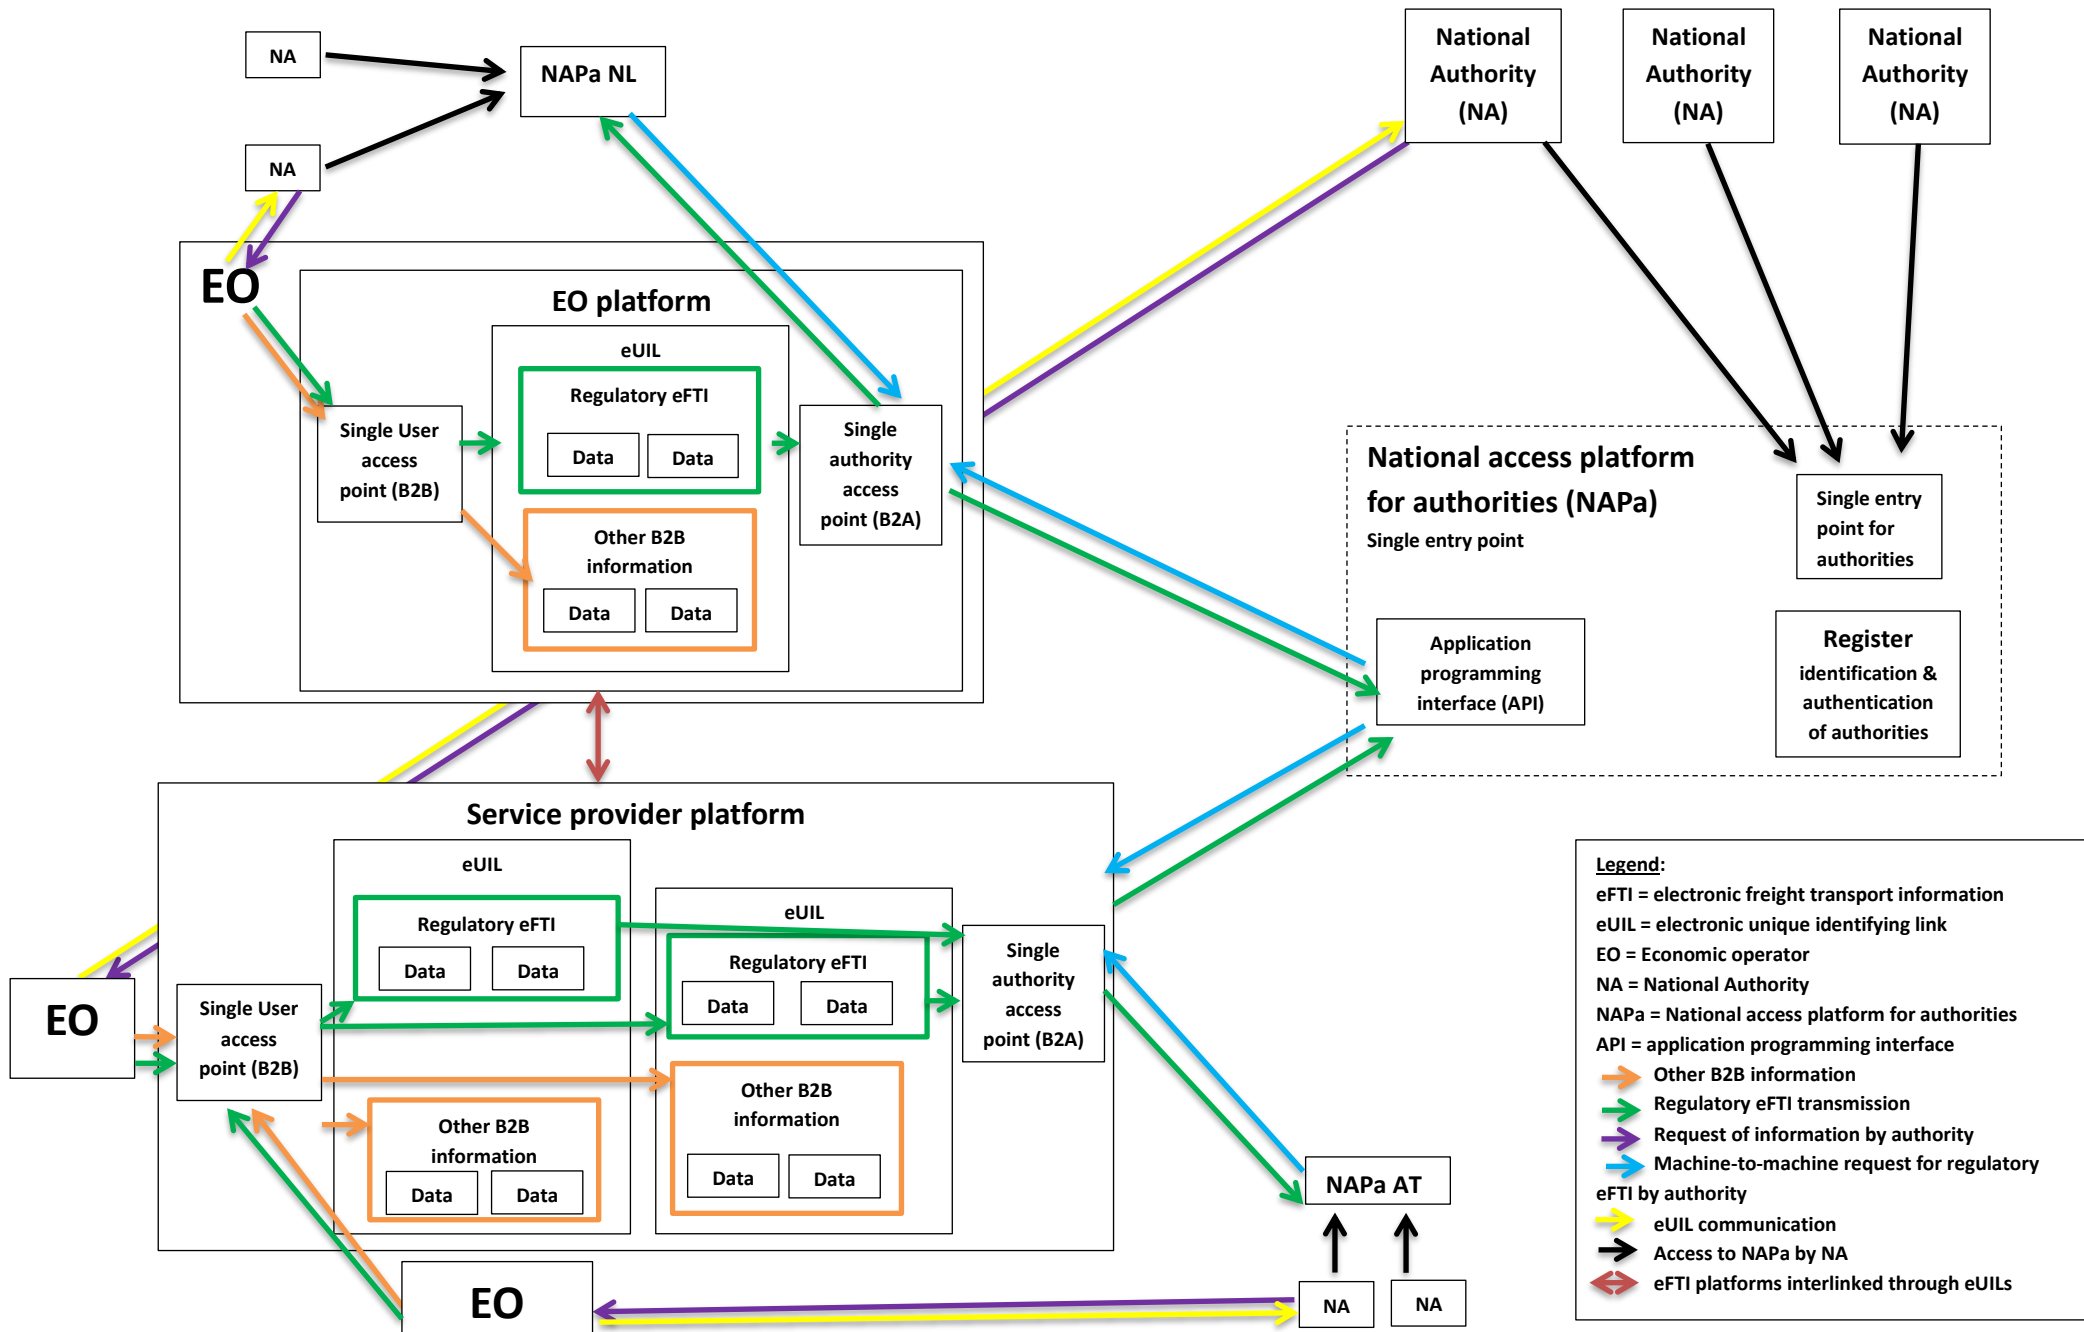 NA
NAPa NL
National
Authority
(NA)
National
Authority
(NA)
National
Authority
(NA)
NA
EO
EO platform
eUIL
Regulatory eFTI
Data
Data
Single User
access
point (B2B)
Single
authority
access
point (B2A)
Other B2B
information
Data
Data
National access platform
for authorities (NAPa)
Single entry point
Single entry
point for
authorities
Application
programming
interface (API)
Register
identification &
authentication
of authorities
Service provider platform
eUIL
Regulatory eFTI
Data
Data
eUIL
Regulatory eFTI
Data
Data
Single
authority
access
point (B2A)
EO
Single User
access
point (B2B)
Other B2B
information
Data
Data
Other B2B
information
Data
Data
NAPa AT
EO
NA
NA
Legend:
eFTI = electronic freight transport information
eUIL = electronic unique identifying link
EO = Economic operator
NA = National Authority
NAPa = National access platform for authorities
API = application programming interface
Other B2B information
Regulatory eFTI transmission
Request of information by authority
Machine-to-machine request for regulatory
eFTI by authority
eUIL communication
Access to NAPa by NA
eFTI platforms interlinked through eUILs